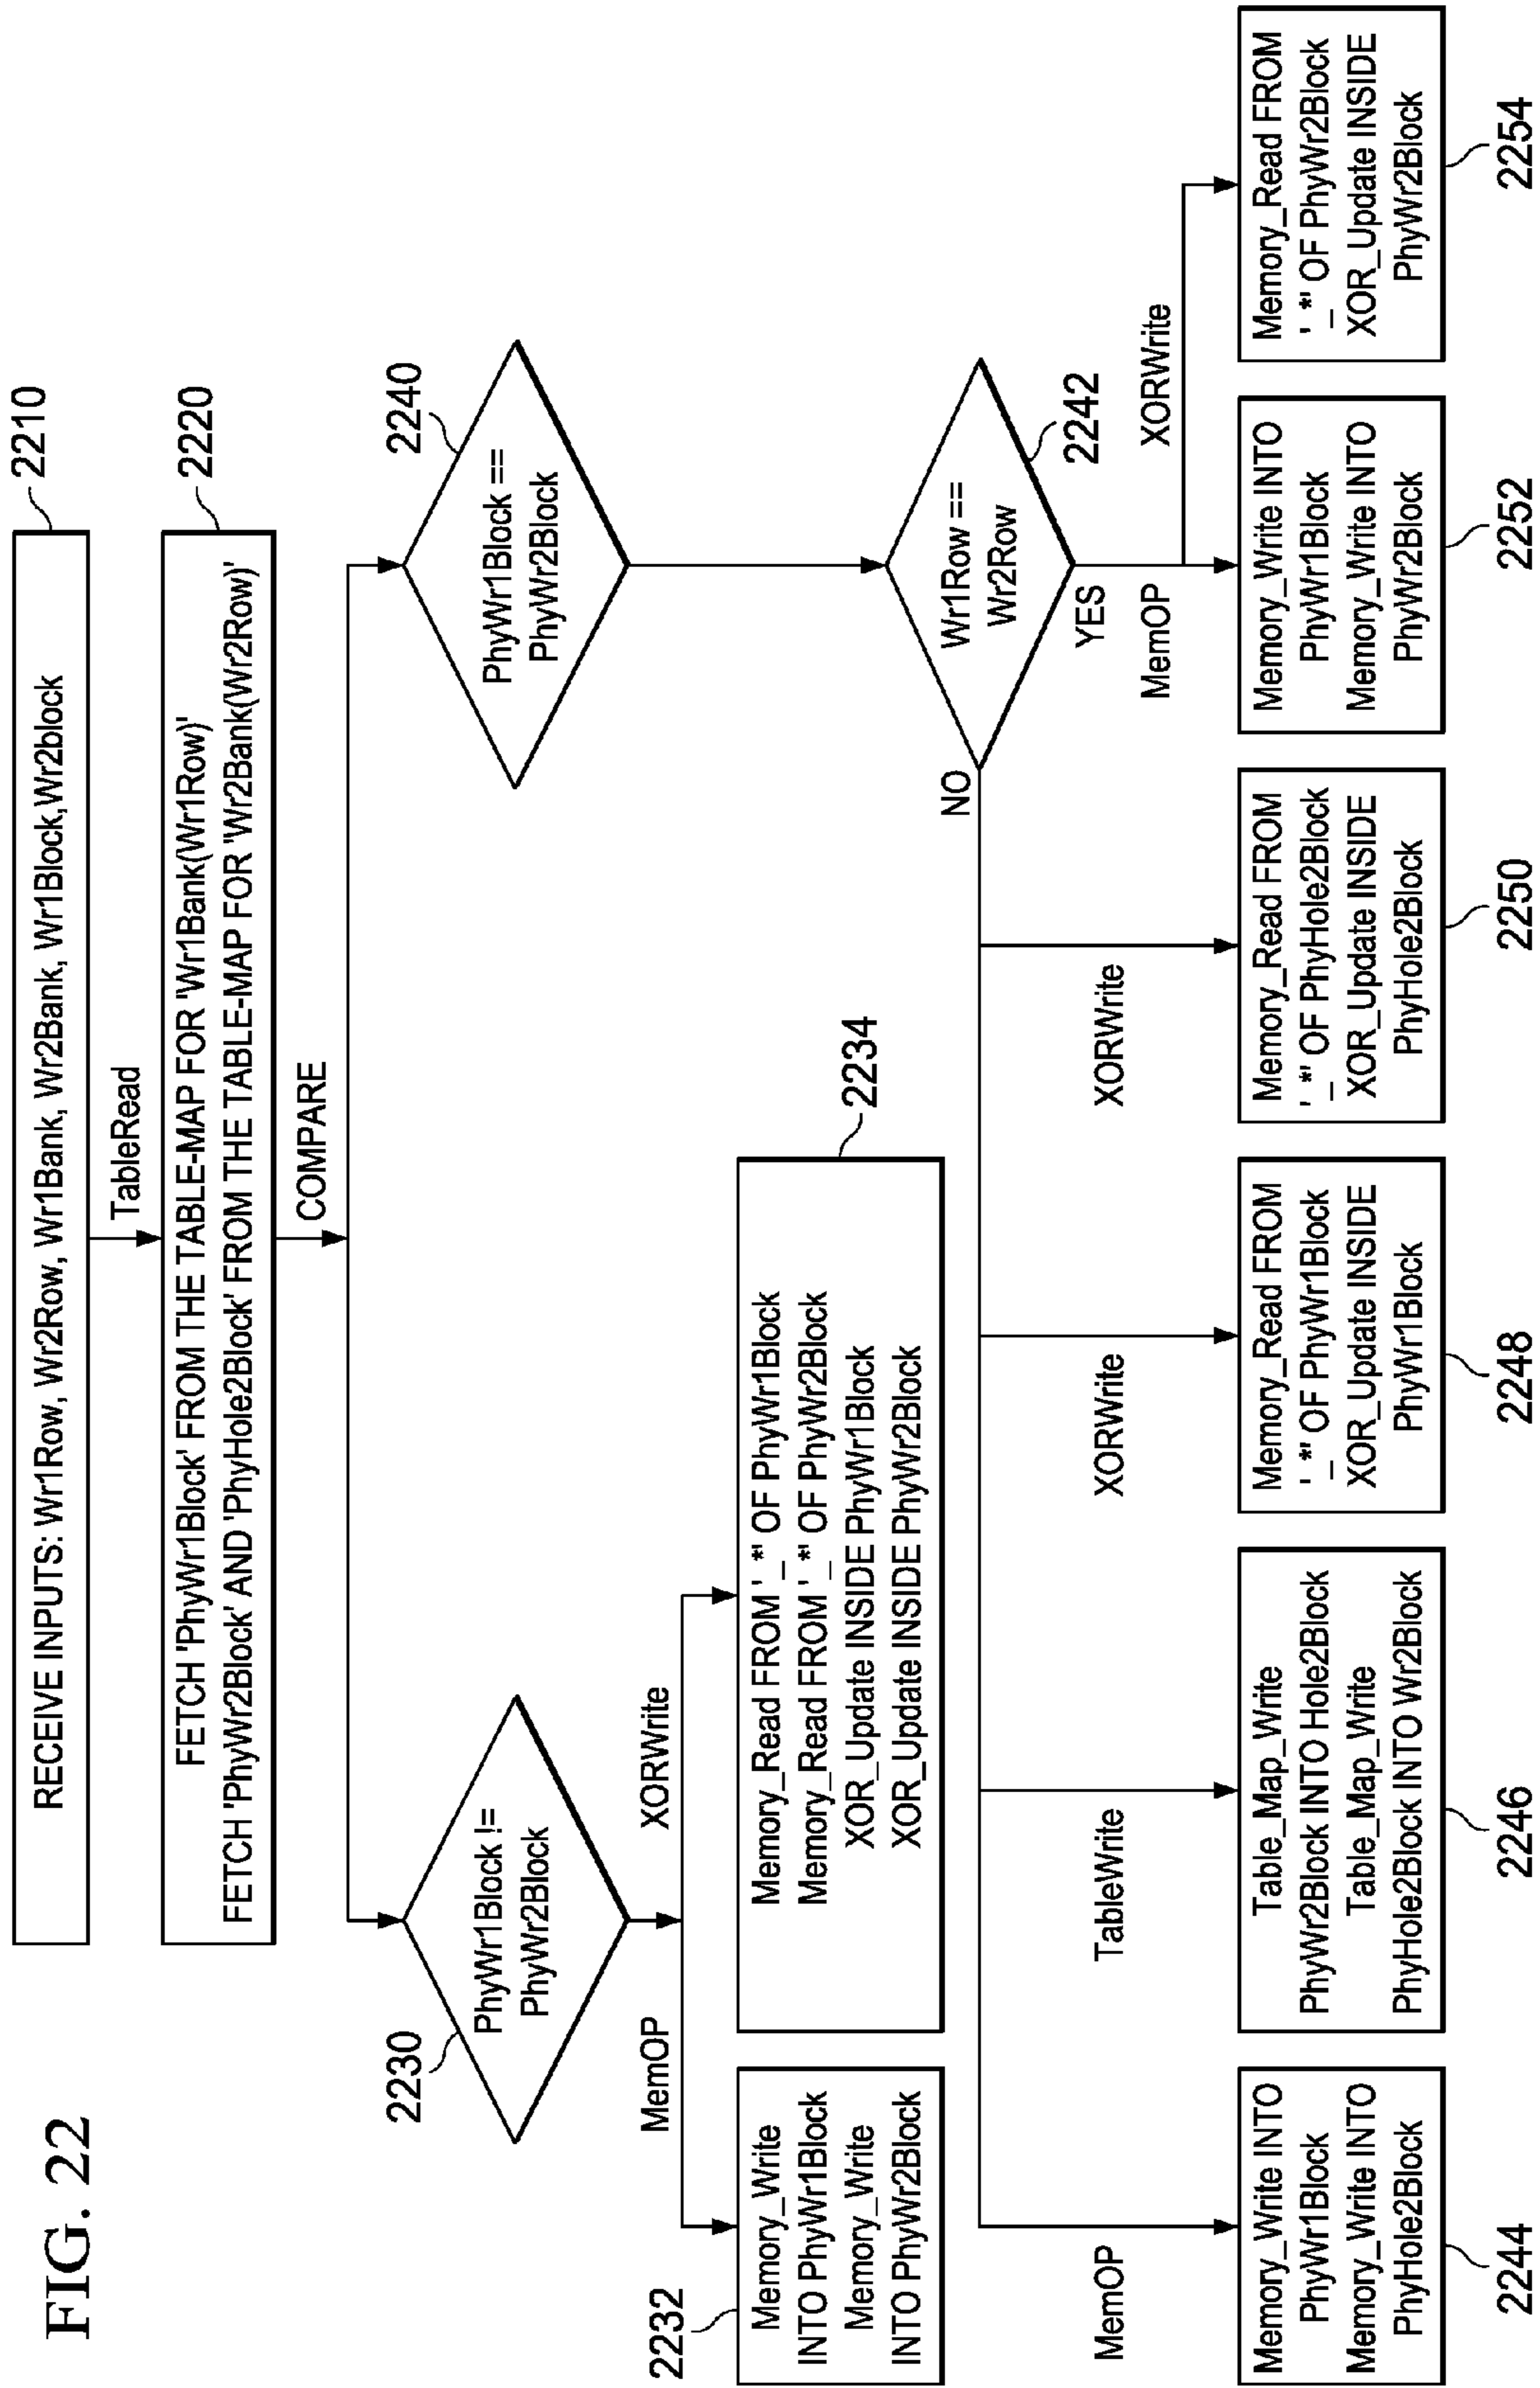 FIG. 22
RECEIVE INPUTS: Wr1Row, Wr2Row, Wr1Bank, Wr2Bank, Wr1Block,Wr2block
2210
TableRead
FETCH 'PhyWr1Block' FROM THE TABLE-MAP FOR 'Wr1Bank(Wr1Row)'
FETCH 'PhyWr2Block' AND 'PhyHole2Block' FROM THE TABLE-MAP FOR 'Wr2Bank(Wr2Row)'
2220
COMPARE
2230
PhyWr1Block !=
PhyWr2Block
2240
PhyWr1Block ==
PhyWr2Block
MemOP
XORWrite
2232
Memory_Write
INTO PhyWr1Block
Memory_Write
INTO PhyWr2Block
Memory_Read FROM '_*' OF PhyWr1Block
Memory_Read FROM '_*' OF PhyWr2Block
XOR_Update INSIDE PhyWr1Block
XOR_Update INSIDE PhyWr2Block
2234
NO
Wr1Row ==
Wr2Row
2242
YES
MemOP
TableWrite
XORWrite
XORWrite
MemOP
XORWrite
Memory_Write INTO
PhyWr1Block
Memory_Write INTO
PhyHole2Block
2244
Table_Map_Write
PhyWr2Block INTO Hole2Block
Table_Map_Write
PhyHole2Block INTO Wr2Block
2246
Memory_Read FROM
'_*' OF PhyWr1Block
XOR_Update INSIDE
PhyWr1Block
2248
Memory_Read FROM
'_*' OF PhyHole2Block
XOR_Update INSIDE
PhyHole2Block
2250
Memory_Write INTO
PhyWr1Block
Memory_Write INTO
PhyWr2Block
2252
Memory_Read FROM
'_*' OF PhyWr2Block
XOR_Update INSIDE
PhyWr2Block
2254